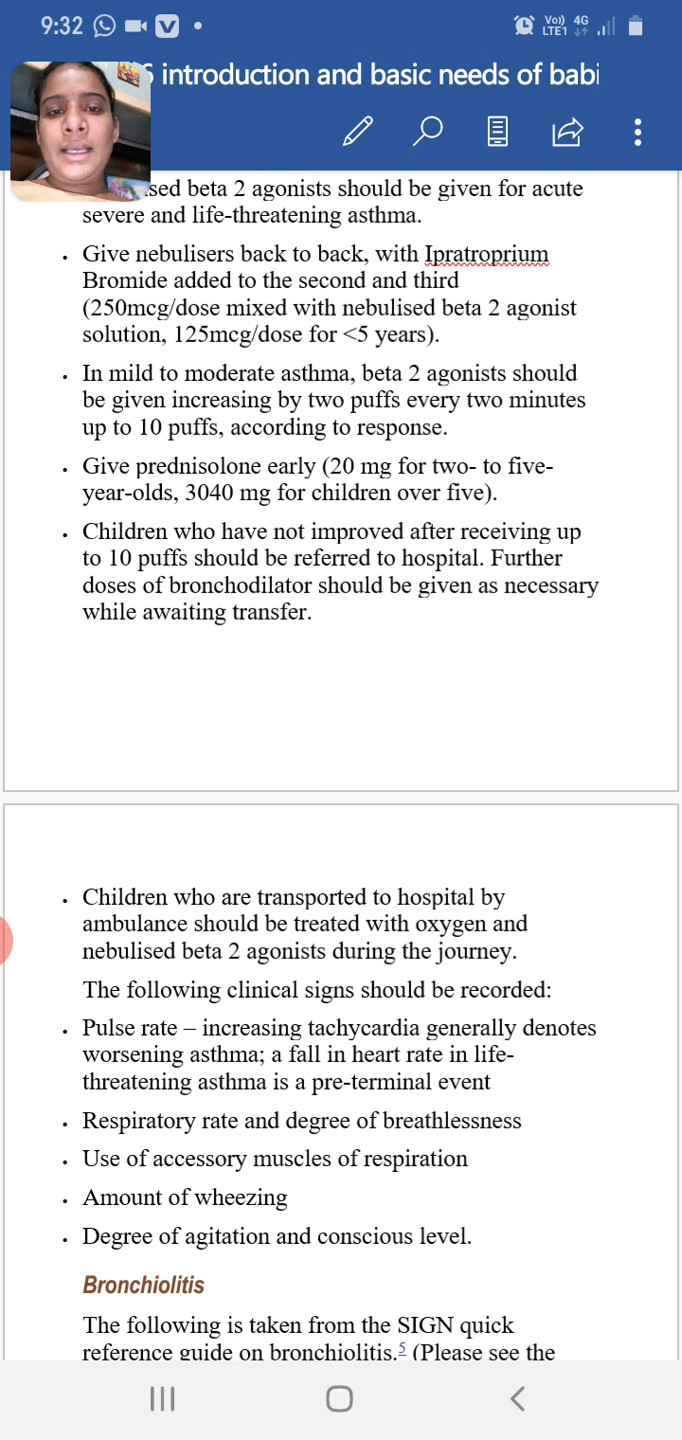 9:32
Vo)) 4G
LTE1
introduction and basic needs of babi
sed beta 2 agonists should be given for acute
severe and life-threatening asthma.
• Give nebulisers back to back, with Ipratroprium
Bromide added to the second and third
(250mcg/dose mixed with nebulised beta 2 agonist
solution, 125mcg/dose for <5 years).
• In mild to moderate asthma, beta 2 agonists should
be given increasing by two puffs every two minutes
up to 10 puffs, according to response.
• Give prednisolone early (20 mg for two- to five-
year-olds, 3040 mg for children over five).
• Children who have not improved after receiving up
to 10 puffs should be referred to hospital. Further
doses of bronchodilator should be given as necessary
while awaiting transfer.
• Children who are transported to hospital by
ambulance should be treated with oxygen and
nebulised beta 2 agonists during the journey.
The following clinical signs should be recorded:
• Pulse rate – increasing tachycardia generally denotes
worsening asthma; a fall in heart rate in life-
threatening asthma is a pre-terminal event
• Respiratory rate and degree of breathlessness
• Use of accessory muscles of respiration
• Amount of wheezing
• Degree of agitation and conscious level.
Bronchiolitis
The following is taken from the SIGN quick
reference guide on bronchiolitis.5 (Please see the